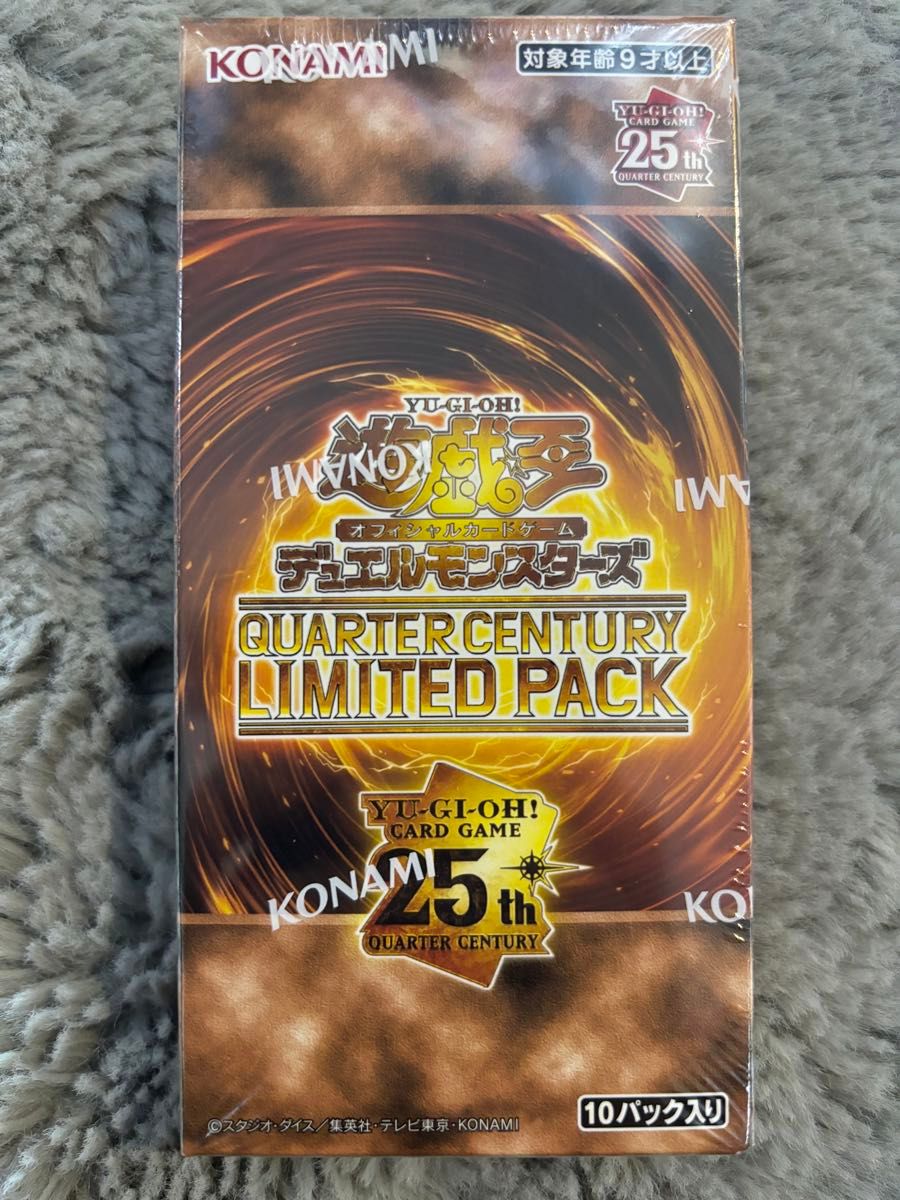 KONAMI
KONAMI
対象年齢9才以上
YU-GI-OH!
CARD GAME
25th
QUARTER CENTURY
YU-GI-OH!
遊戯王
KONAMI
KONAMI
AMI
オフィシャルカードゲーム
デュエルモンスターズ
QUARTER CENTURY
LIMITED PACK
YU-GI-OH!
CARD GAME
25th
KONAMI
KO
QUARTER CENTURY
10パック入り
©スタジオ・ダイス／集英社・テレビ東京・KONAMI